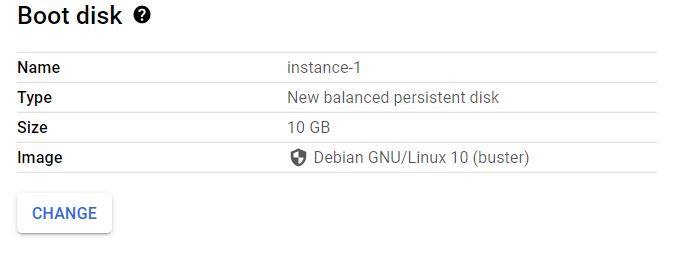 Boot disk ?
Name instance-1
Type New balanced persistent disk
Size 10 GB
Image Debian GNU/Linux 10 (buster)
CHANGE